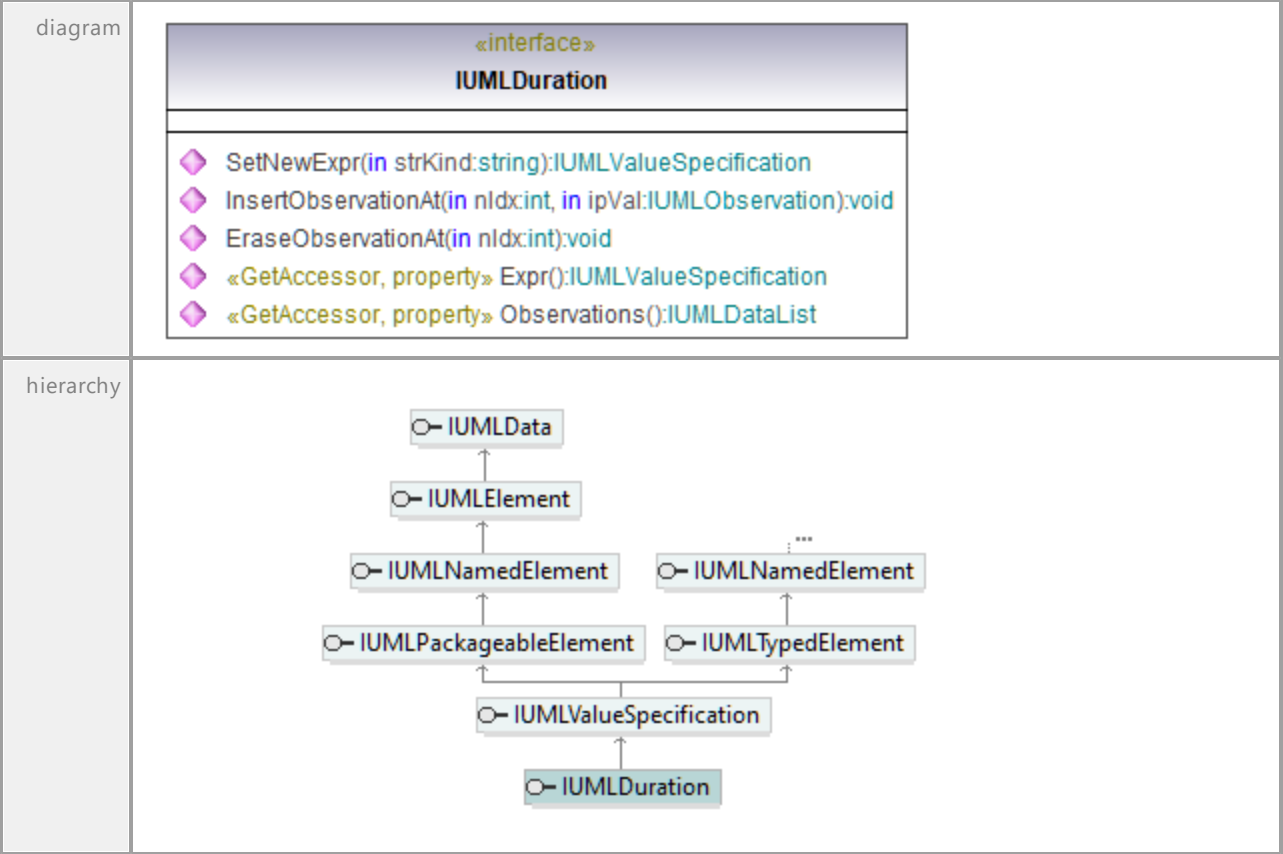 diagram
«interface»
IUMLDuration
SetNewExpr(in strKind:string):IUMLValueSpecification
InsertObservationAt(in nIdx:int, in ipVal:IUMLObservation):void
EraseObservationAt(in nIdx:int):void
«GetAccessor, property» Expr():IUMLValueSpecification
«GetAccessor, property» Observations():IUMLDataList
hierarchy
IUMLData
IUMLElement
...
IUMLNamedElement IUMLNamedElement
IUMLPackageableElement IUMLTypedElement
IUMLValueSpecification
IUMLDuration